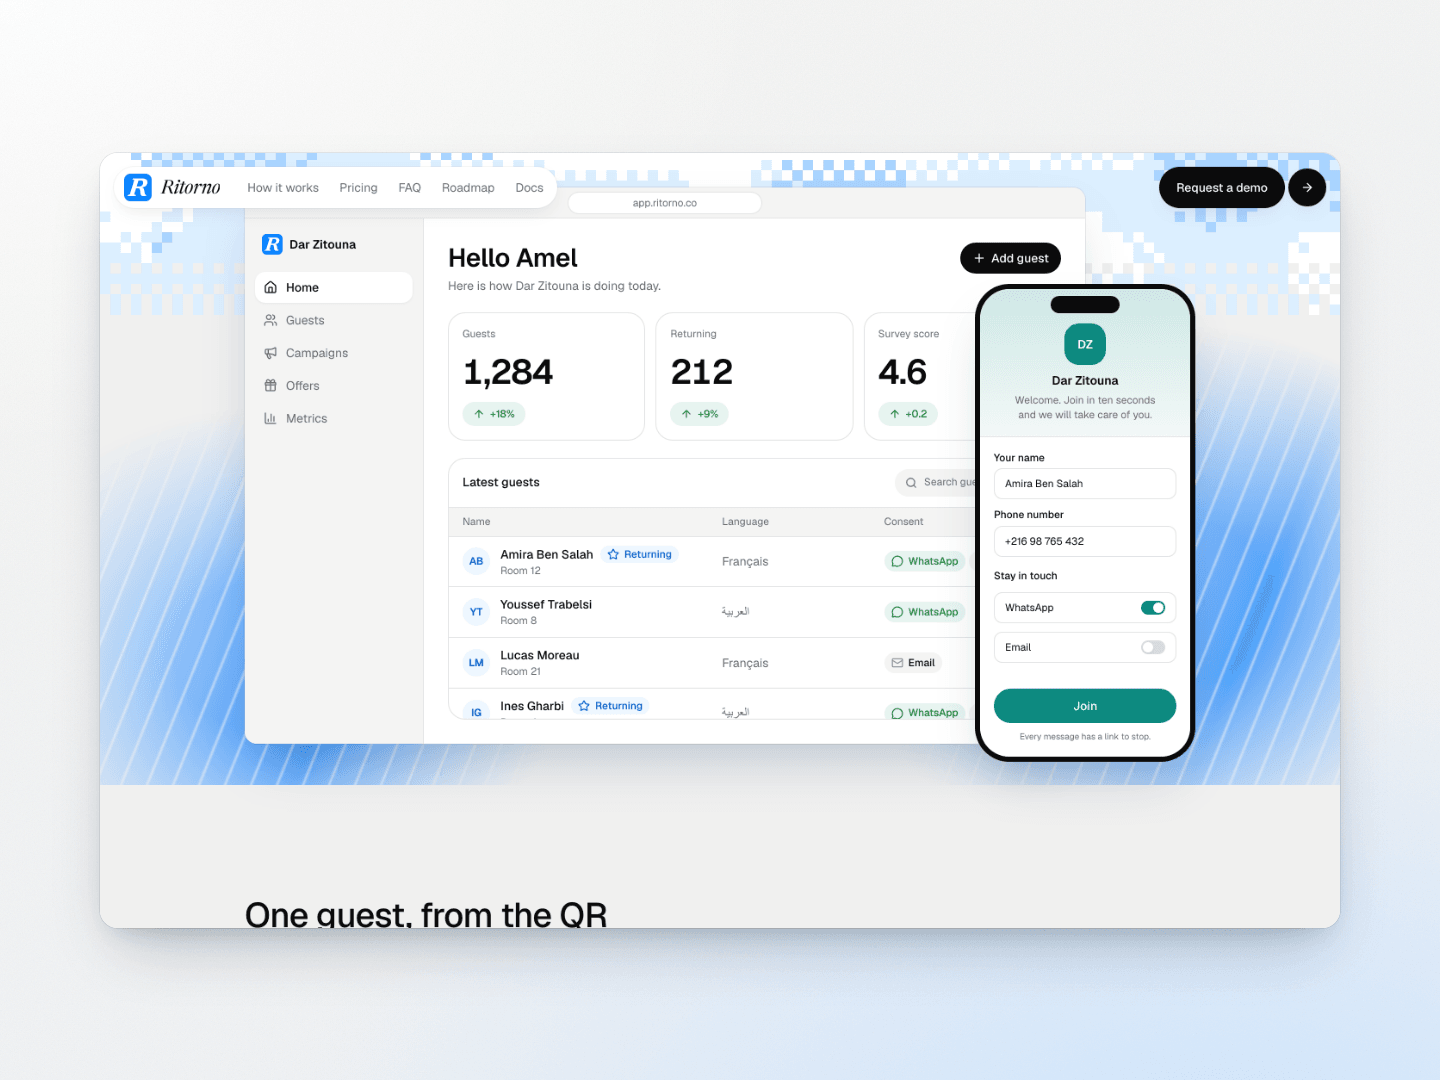 R Ritorno How it works Pricing FAQ Roadmap Docs
Request a demo
app.ritorno.co
R Dar Zitouna
Home
Guests
Campaigns
Offers
Metrics
Hello Amel
Here is how Dar Zitouna is doing today.
Add guest
Guests
1,284
+18%
Returning
212
+9%
Survey score
4.6
+0.2
Latest guests
Search gue
Name Language Consent
AB Amira Ben Salah Returning Français WhatsApp
Room 12
YT Youssef Trabelsi العربية WhatsApp
Room 8
LM Lucas Moreau Français Email
Room 21
IG Ines Gharbi Returning العربية WhatsApp
DZ
Dar Zitouna
Welcome. Join in ten seconds
and we will take care of you.
Your name
Amira Ben Salah
Phone number
+216 98 765 432
Stay in touch
WhatsApp
Email
Join
Every message has a link to stop.
One guest, from the QR